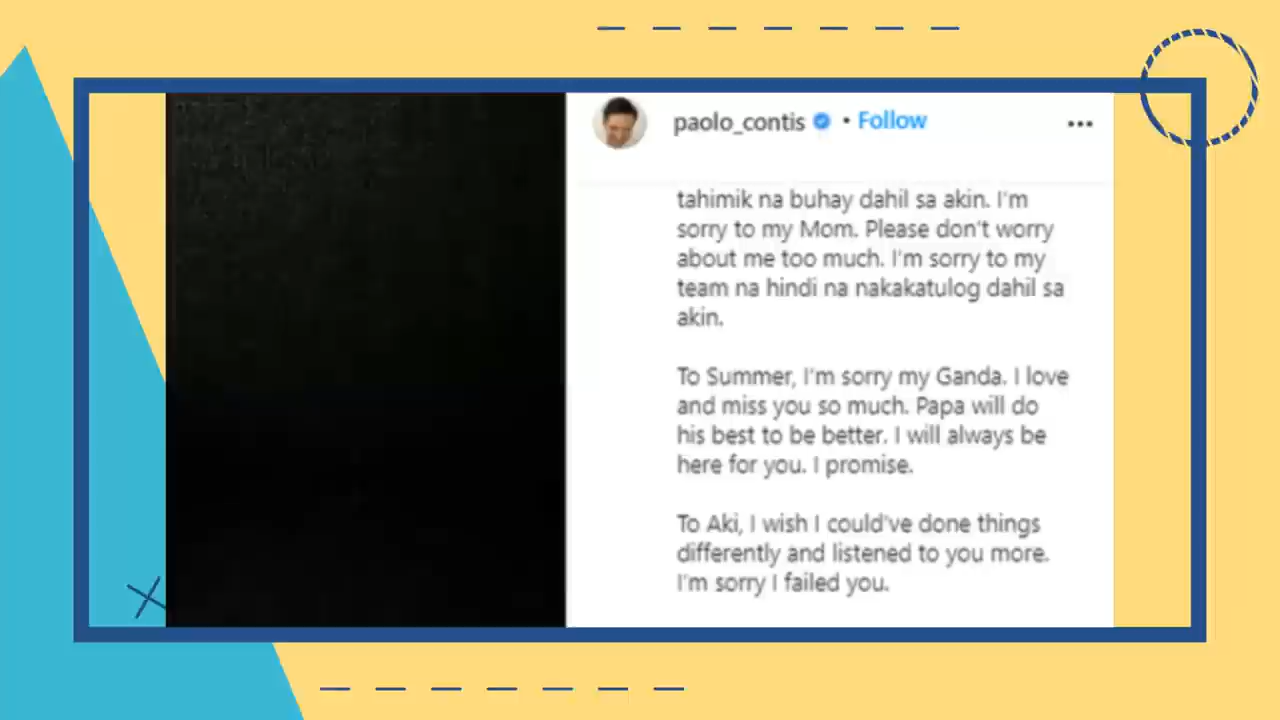 paolo_contis • Follow
tahimik na buhay dahil sa akin. I'm
sorry to my Mom. Please don't worry
about me too much. I'm sorry to my
team na hindi na nakakatulog dahil sa
akin.
To Summer, I'm sorry my Ganda. I love
and miss you so much. Papa will do
his best to be better. I will always be
here for you. I promise.
To Aki, I wish I could've done things
differently and listened to you more.
I'm sorry I failed you.